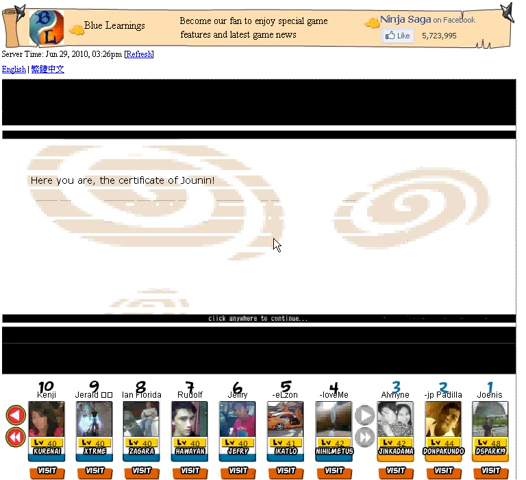 Blue Learnings
Become our fan to enjoy special game
features and latest game news
Ninja Saga on Facebook
Like 5,723,995
Server Time: Jun 29, 2010, 03:26pm [Refresh]
English | 繁體中文
Here you are, the certificate of Jounin!
click anywhere to continue...
10 9 8 7 6 5 4 3 2 1
Kenji Jerald □□ Ian Florida Rudolf Jeffry -eLzon -loveMe Alvhyne -jp Padilla Joenis
Lv 40 Lv 40 Lv 40 Lv 40 Lv 40 Lv 41 Lv 42 Lv 42 Lv 44 Lv 48
KURENAI XTRME ZAGARA HAWAYAN JEFRY IKATLO NIHILMETUS JINKADAMA DONPAKUNDO DSPARK19
VISIT VISIT VISIT VISIT VISIT VISIT VISIT VISIT VISIT VISIT